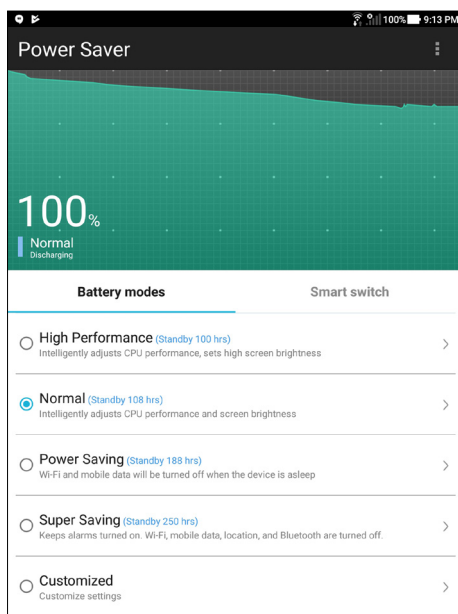 100% 9:13 PM
Power Saver
100%
Normal
Discharging
Battery modes
Smart switch
High Performance (Standby 100 hrs)
Intelligently adjusts CPU performance, sets high screen brightness
Normal (Standby 108 hrs)
Intelligently adjusts CPU performance and screen brightness
Power Saving (Standby 188 hrs)
Wi-Fi and mobile data will be turned off when the device is asleep
Super Saving (Standby 250 hrs)
Keeps alarms turned on. Wi-Fi, mobile data, location, and Bluetooth are turned off.
Customized
Customize settings